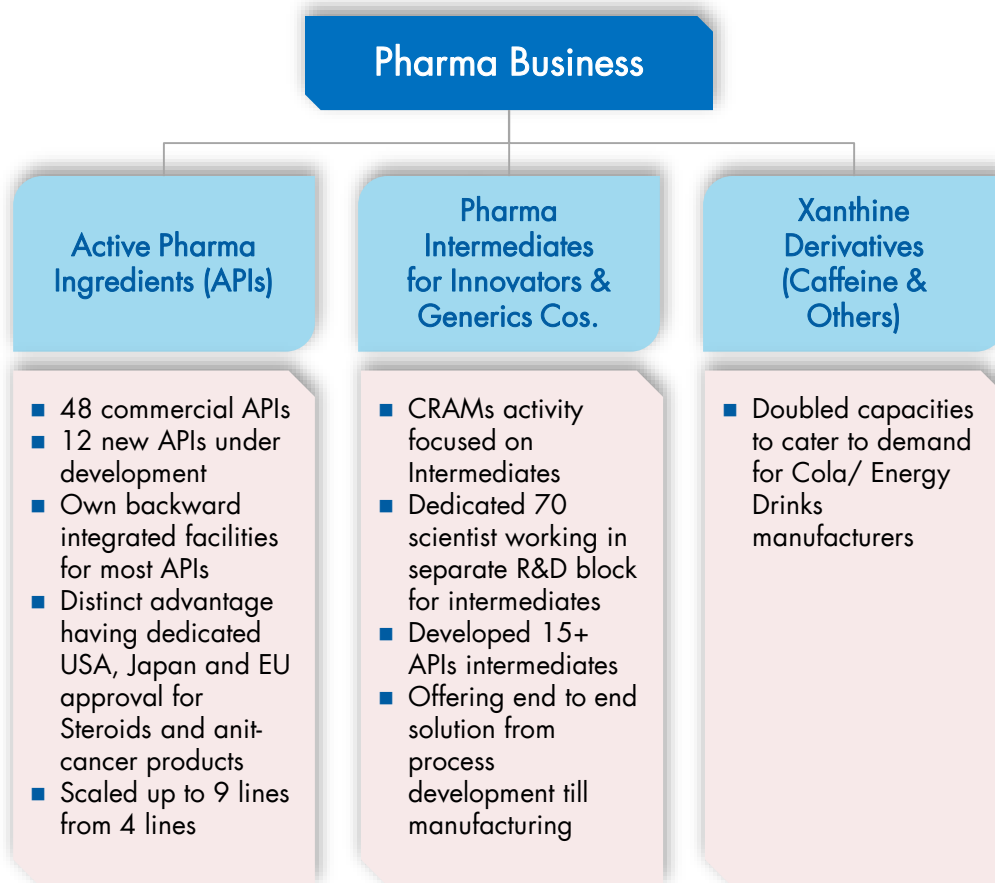 Pharma Business
Active Pharma
Ingredients (APIs)
■ 48 commercial APIs
■ 12 new APIs under
development
■ Own backward
integrated facilities
for most APIs
■ Distinct advantage
having dedicated
USA, Japan and EU
approval for
Steroids and anit-
cancer products
■ Scaled up to 9 lines
from 4 lines
Pharma
Intermediates
for Innovators &
Generics Cos.
■ CRAMs activity
focused on
Intermediates
■ Dedicated 70
scientist working in
separate R&D block
for intermediates
■ Developed 15+
APIs intermediates
■ Offering end to end
solution from
process
development till
manufacturing
Xanthine
Derivatives
(Caffeine &
Others)
■ Doubled capacities
to cater to demand
for Cola/ Energy
Drinks
manufacturers